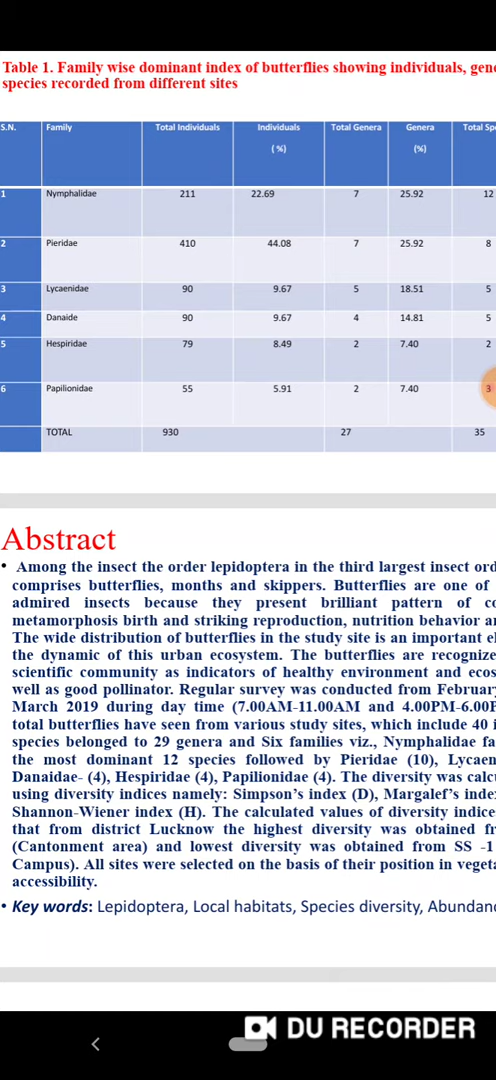 Table 1. Family wise dominant index of butterflies showing individuals, gen
species recorded from different sites
S.N. Family Total Individuals Individuals (%) Total Genera Genera (%) Total Sp
1 Nymphalidae 211 22.69 7 25.92 12
2 Pieridae 410 44.08 7 25.92 8
3 Lycaenidae 90 9.67 5 18.51 5
4 Danaide 90 9.67 4 14.81 5
5 Hespiridae 79 8.49 2 7.40 2
6 Papilionidae 55 5.91 2 7.40 3
TOTAL 930 27 35
Abstract
• Among the insect the order lepidoptera in the third largest insect ord
comprises butterflies, months and skippers. Butterflies are one of
admired insects because they present brilliant pattern of co
metamorphosis birth and striking reproduction, nutrition behavior a
The wide distribution of butterflies in the study site is an important e
the dynamic of this urban ecosystem. The butterflies are recognize
scientific community as indicators of healthy environment and ecos
well as good pollinator. Regular survey was conducted from February
March 2019 during day time (7.00AM-11.00AM and 4.00PM-6.00P
total butterflies have seen from various study sites, which include 40 i
species belonged to 29 genera and Six families viz., Nymphalidae fa
the most dominant 12 species followed by Pieridae (10), Lycaen
Danaidae- (4), Hespiridae (4), Papilionidae (4). The diversity was calc
using diversity indices namely: Simpson's index (D), Margalef's inde
Shannon-Wiener index (H). The calculated values of diversity indice
that from district Lucknow the highest diversity was obtained fr
(Cantonment area) and lowest diversity was obtained from SS -1
Campus). All sites were selected on the basis of their position in vegeta
accessibility.
• Key words: Lepidoptera, Local habitats, Species diversity, Abundanc
DU RECORDER